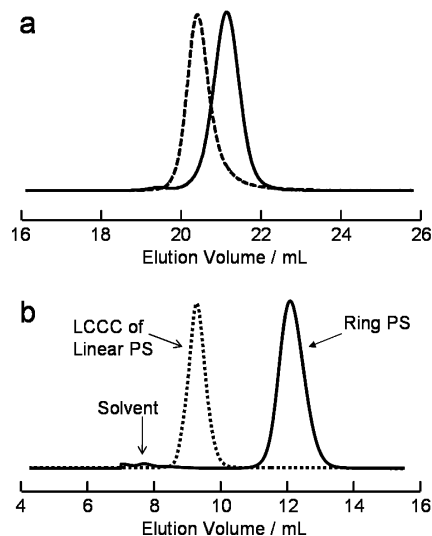 a
16 18 20 22 24 26
Elution Volume / mL
b
LCCC of
Linear PS
Ring PS
Solvent
4 6 8 10 12 14 16
Elution Volume / mL